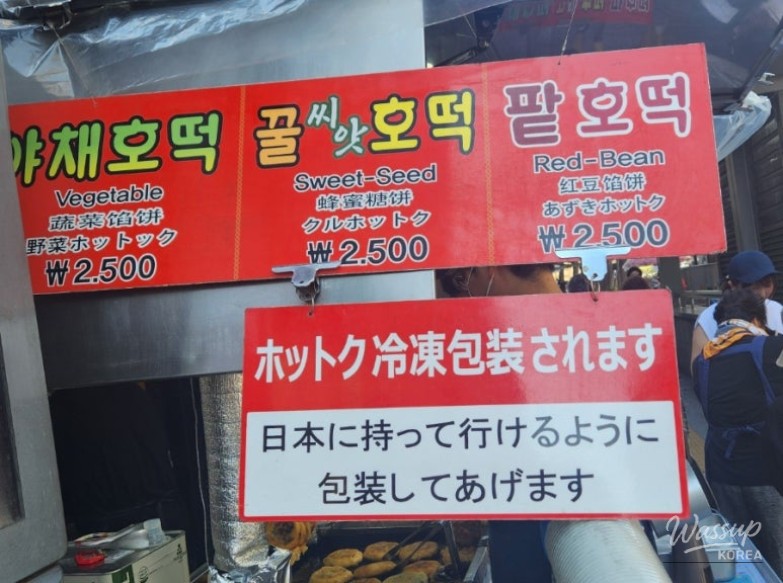 야채호떡
Vegetable
蔬菜馅饼
野菜ホットック
₩2.500
꿀씨앗호떡
Sweet-Seed
蜂蜜糖饼
クルホットク
₩2.500
팥호떡
Red-Bean
红豆馅饼
あずきホットク
₩2.500
ホットク冷凍包装されます
日本に持って行けるように
包装してあげます
Wassup
KOREA